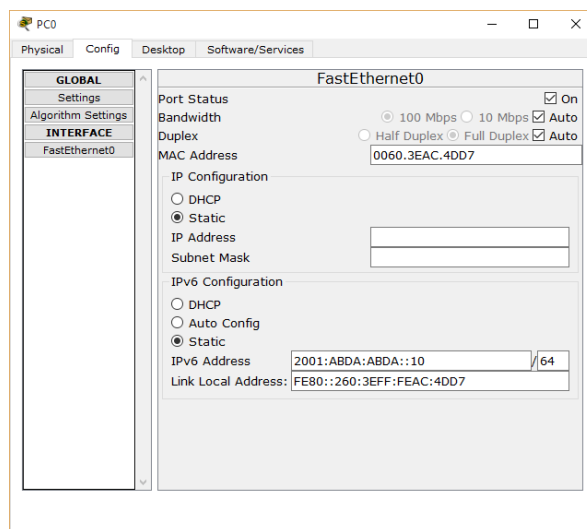 PC0
Physical Config Desktop Software/Services
GLOBAL
Settings
Algorithm Settings
INTERFACE
FastEthernet0
FastEthernet0
Port Status On
Bandwidth 100 Mbps 10 Mbps Auto
Duplex Half Duplex Full Duplex Auto
MAC Address 0060.3EAC.4DD7
IP Configuration
DHCP
Static
IP Address
Subnet Mask
IPv6 Configuration
DHCP
Auto Config
Static
IPv6 Address 2001:ABDA:ABDA::10 / 64
Link Local Address: FE80::260:3EFF:FEAC:4DD7